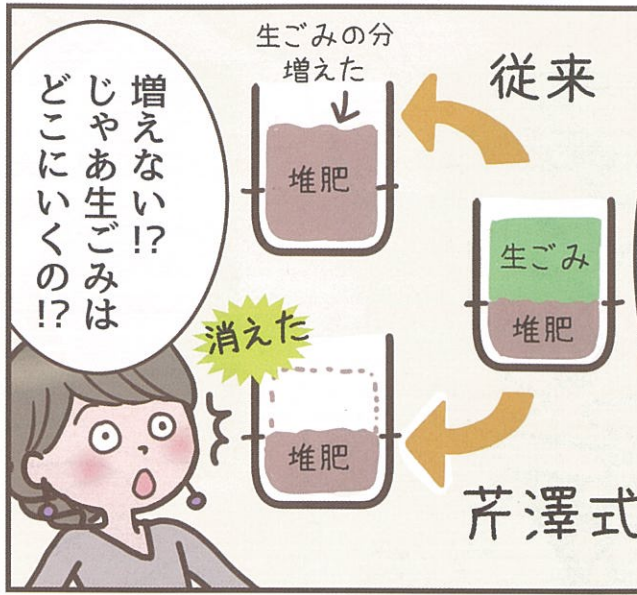 従来
生ごみの分
増えた
堆肥
生ごみ
堆肥
増えない!?
じゃあ生ごみは
どこにいくの!?
消えた
堆肥
芹澤式